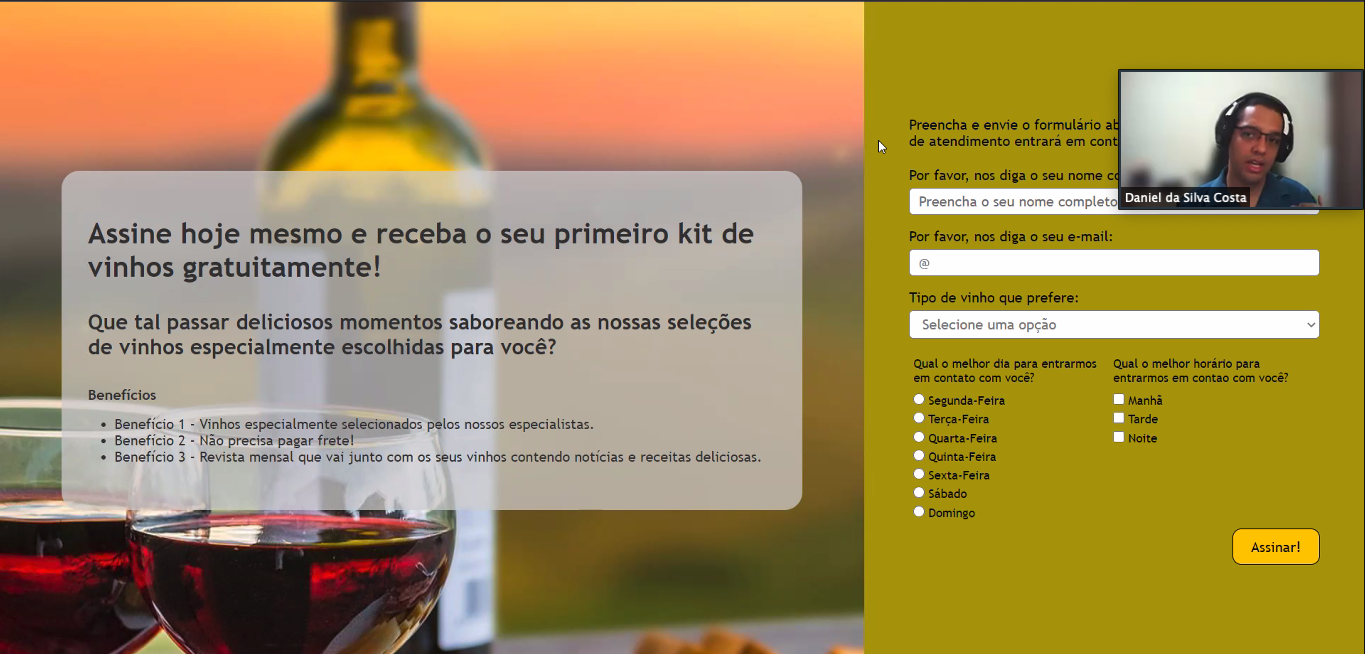 Assine hoje mesmo e receba o seu primeiro kit de
vinhos gratuitamente!
Que tal passar deliciosos momentos saboreando as nossas seleções
de vinhos especialmente escolhidas para você?
Benefícios
Benefício 1 - Vinhos especialmente selecionados pelos nossos especialistas.
Benefício 2 - Não precisa pagar frete!
Benefício 3 - Revista mensal que vai junto com os seus vinhos contendo notícias e receitas deliciosas.
Preencha e envie o formulário
de atendimento entrará em
Por favor, nos diga o seu nome
Preencha o seu nome completo
Daniel da Silva Costa
Por favor, nos diga o seu e-mail:
@
Tipo de vinho que prefere:
Selecione uma opção
Qual o melhor dia para entrarmos
em contato com você?
Segunda-Feira
Terça-Feira
Quarta-Feira
Quinta-Feira
Sexta-Feira
Sábado
Domingo
Qual o melhor horário para
entrarmos em contao com você?
Manhã
Tarde
Noite
Assinar!